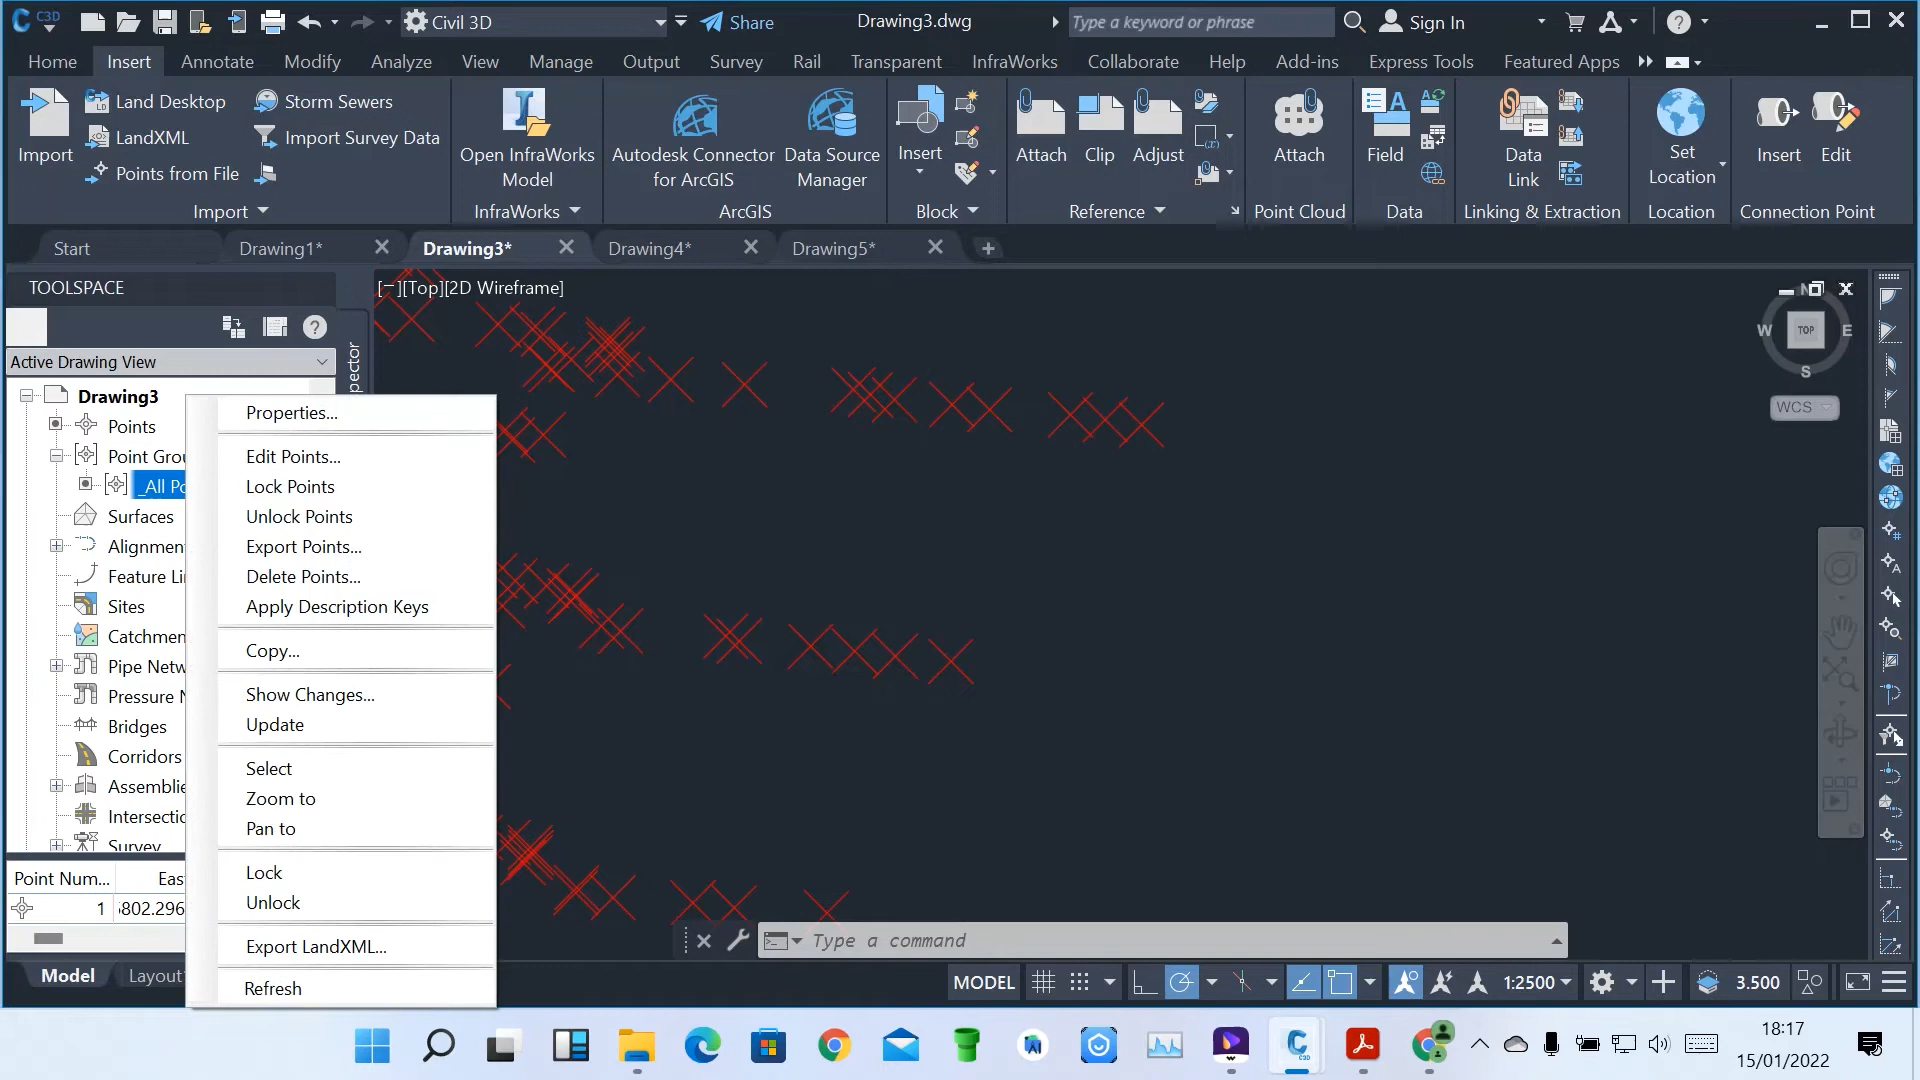 C3D
Civil 3D
Share
Drawing3.dwg
Type a keyword or phrase
Sign In
Home
Insert
Annotate
Modify
Analyze
View
Manage
Output
Survey
Rail
Transparent
InfraWorks
Collaborate
Help
Add-ins
Express Tools
Featured Apps
Import
Land Desktop
LandXML
Points from File
Storm Sewers
Import Survey Data
Import
Open InfraWorks
Model
InfraWorks
Autodesk Connector
for ArcGIS
Data Source
Manager
ArcGIS
Insert
Block
Attach
Clip
Adjust
Reference
Attach
Point Cloud
Field
Data
Data
Link
Linking & Extraction
Set
Location
Location
Insert
Edit
Connection Point
Start
Drawing1*
Drawing3*
Drawing4*
Drawing5*
TOOLSPACE
Active Drawing View
pector
[−][Top][2D Wireframe]
N
W
TOP
E
S
WCS
Drawing3
Points
Point Grou
_All Po
Surfaces
Alignmen
Feature Li
Sites
Catchmen
Pipe Netw
Pressure N
Bridges
Corridors
Assemblie
Intersectio
Survey
Properties...
Edit Points...
Lock Points
Unlock Points
Export Points...
Delete Points...
Apply Description Keys
Copy...
Show Changes...
Update
Select
Zoom to
Pan to
Lock
Unlock
Export LandXML...
Refresh
Point Num...
Eas
1
802.296
Type a command
Model
Layout
MODEL
1:2500
3.500
18:17
15/01/2022